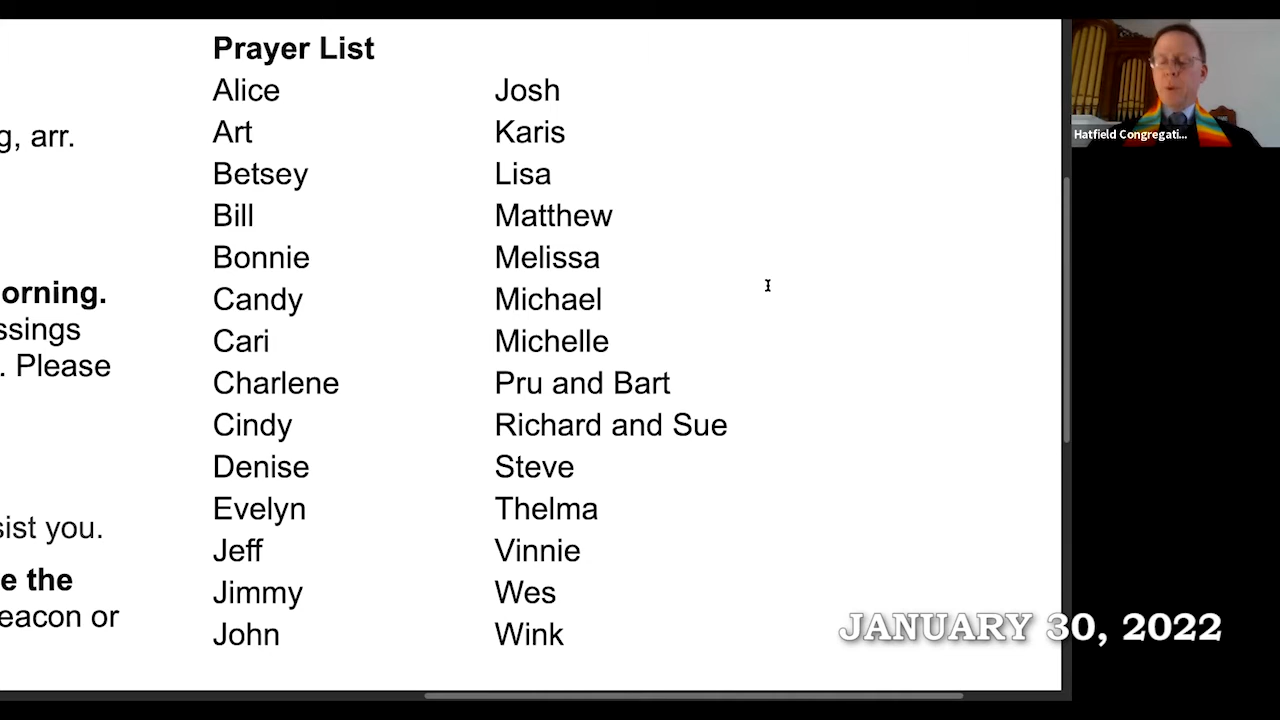 g, arr.
orning.
ssings
. Please
sist you.
e the
eacon or
Prayer List
Alice
Art
Betsey
Bill
Bonnie
Candy
Cari
Charlene
Cindy
Denise
Evelyn
Jeff
Jimmy
John
Josh
Karis
Lisa
Matthew
Melissa
Michael
Michelle
Pru and Bart
Richard and Sue
Steve
Thelma
Vinnie
Wes
Wink
Hatfield Congregati...
JANUARY 30, 2022